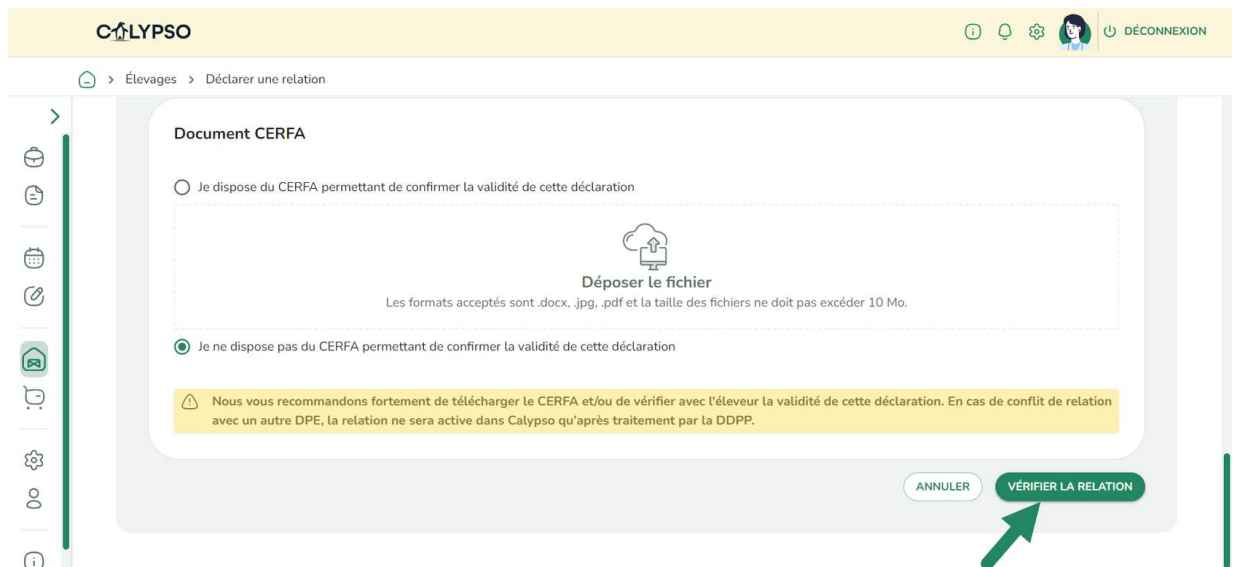 CALYPSO
DÉCONNEXION
> Élevages > Déclarer une relation
Document CERFA
Je dispose du CERFA permettant de confirmer la validité de cette déclaration
Déposer le fichier
Les formats acceptés sont .docx, .jpg, .pdf et la taille des fichiers ne doit pas excéder 10 Mo.
Je ne dispose pas du CERFA permettant de confirmer la validité de cette déclaration
Nous vous recommandons fortement de télécharger le CERFA et/ou de vérifier avec l'éleveur la validité de cette déclaration. En cas de conflit de relation
avec un autre DPE, la relation ne sera active dans Calypso qu'après traitement par la DDPP.
ANNULER
VÉRIFIER LA RELATION